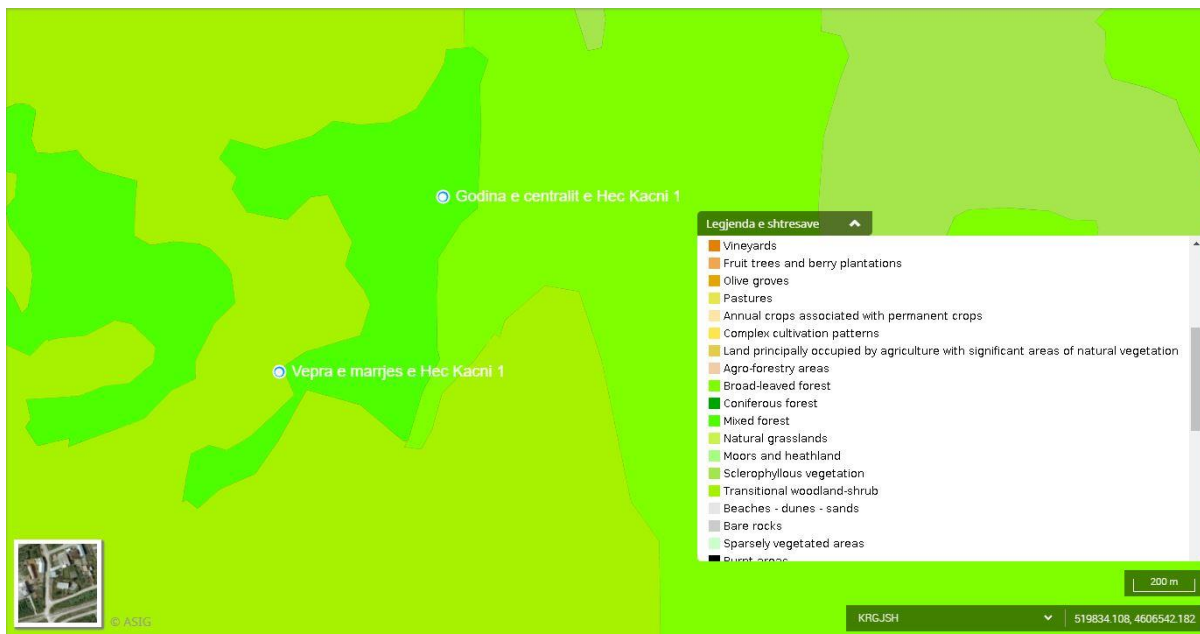 Godina e centralit e Hec Kacni 1
Vepra e marrjes e Hec Kacni 1
Legjenda e shtresave
Vineyards
Fruit trees and berry plantations
Olive groves
Pastures
Annual crops associated with permanent crops
Complex cultivation patterns
Land principally occupied by agriculture with significant areas of natural vegetation
Agro-forestry areas
Broad-leaved forest
Coniferous forest
Mixed forest
Natural grasslands
Moors and heathland
Sclerophyllous vegetation
Transitional woodland-shrub
Beaches - dunes - sands
Bare rocks
Sparsely vegetated areas
Burnt areas
200 m
© ASIG
KRGJSH
519834.108, 4606542.182